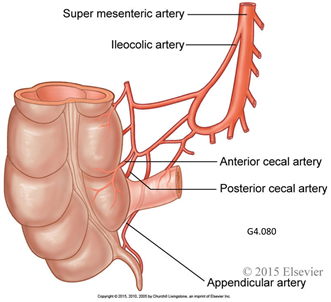 Super mesenteric artery
Ileocolic artery
Anterior cecal artery
Posterior cecal artery
G4.080
© 2015 Elsevier
Appendicular artery
Copyright © 2015, 2010, 2005 by Churchill Livingstone, an imprint of Elsevier Inc.